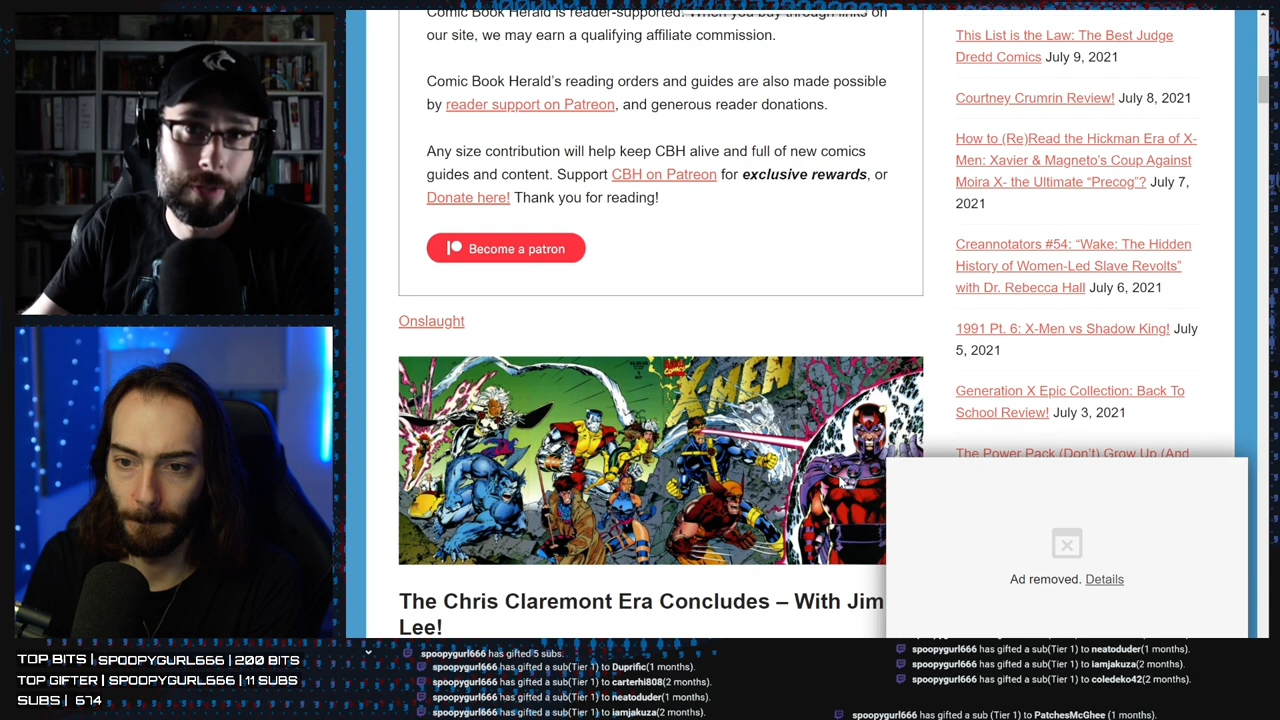 Comic Book Herald is reader-supported. When you buy through links on
our site, we may earn a qualifying affiliate commission.
Comic Book Herald's reading orders and guides are also made possible
by reader support on Patreon, and generous reader donations.
Any size contribution will help keep CBH alive and full of new comics
guides and content. Support CBH on Patreon for exclusive rewards, or
Donate here! Thank you for reading!
Become a patron
Onslaught
MARVEL COMICS
X-MEN
The Chris Claremont Era Concludes – With Jim
Lee!
This List is the Law: The Best Judge
Dredd Comics July 9, 2021
Courtney Crumrin Review! July 8, 2021
How to (Re)Read the Hickman Era of X-
Men: Xavier & Magneto's Coup Against
Moira X- the Ultimate “Precog”? July 7,
2021
Creannotators #54: “Wake: The Hidden
History of Women-Led Slave Revolts”
with Dr. Rebecca Hall July 6, 2021
1991 Pt. 6: X-Men vs Shadow King! July
5, 2021
Generation X Epic Collection: Back To
School Review! July 3, 2021
The Power Pack (Don't) Grow Up (And
Ad removed. Details
TOP BITS | SPOOPYGURL666 | 200 BITS
TOP GIFTER | SPOOPYGURL666 | 11 SUBS
SUBS | 674
spoopygurl666 has gifted 5 subs.
spoopygurl666 has gifted a sub(Tier 1) to Duprific(1 months).
spoopygurl666 has gifted a sub(Tier 1) to carterhi808(2 months).
spoopygurl666 has gifted a sub(Tier 1) to neatoduder(1 months).
spoopygurl666 has gifted a sub(Tier 1) to iamjakuza(2 months).
spoopygurl666 has gifted a sub(Tier 1) to neatoduder(1 months).
spoopygurl666 has gifted a sub(Tier 1) to iamjakuza(2 months).
spoopygurl666 has gifted a sub(Tier 1) to coledeko42(2 months).
spoopygurl666 has gifted a sub (Tier 1) to PatchesMcGhee (1 months).